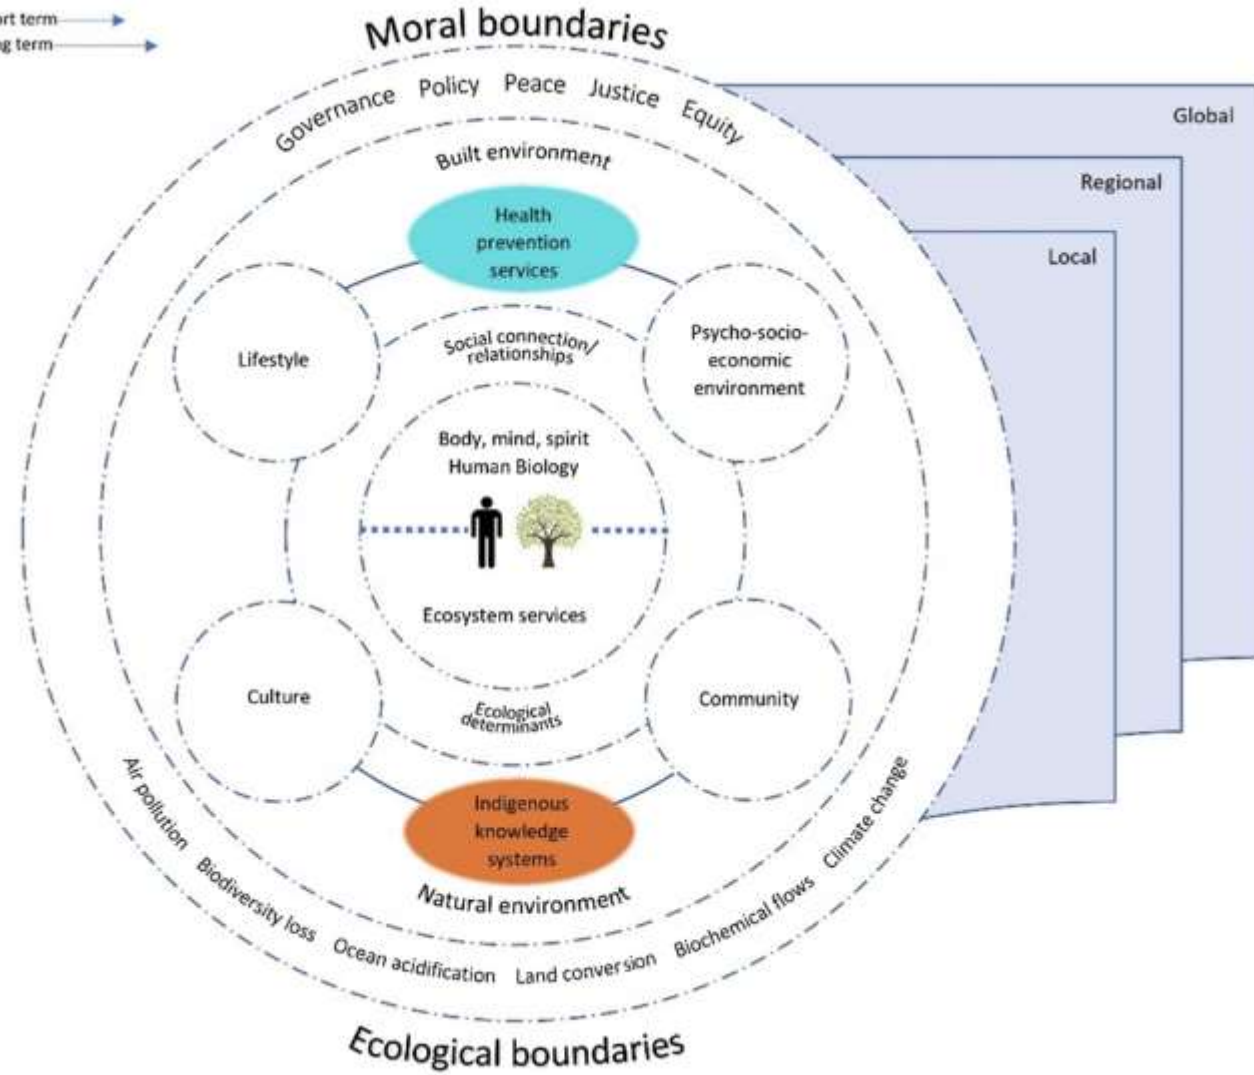 term
term
Moral boundaries
Governance Policy Peace Justice Equity
Built environment
Global
Regional
Local
Health
prevention
services
Lifestyle
Social connection/
relationships
Psycho-socio-
economic
environment
Body, mind, spirit
Human Biology
Ecosystem services
Culture
Ecological
determinants
Community
Indigenous
knowledge
systems
Natural environment
Air pollution Biodiversity loss Ocean acidification Land conversion Biochemical flows Climate change
Ecological boundaries